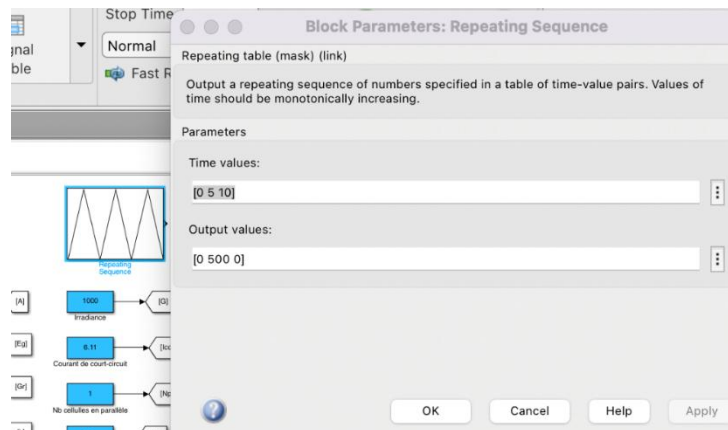 Stop Time
gnal
ble
Normal
Fast R
Block Parameters: Repeating Sequence
Repeating table (mask) (link)
Output a repeating sequence of numbers specified in a table of time-value pairs. Values of
time should be monotonically increasing.
Parameters
Time values:
[0 5 10]
Output values:
[0 500 0]
Repeating
Sequence
[A]
1000
[G]
Irradiance
[Eg]
8.11
[Icc
Courant de court-circuit
[Gr]
1
[Np
Nb cellulles en parallèle
OK
Cancel
Help
Apply